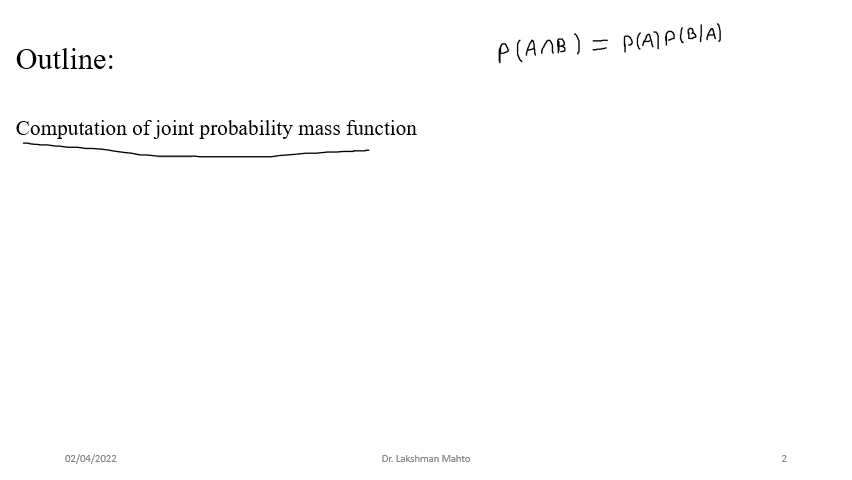 P(A∩B) = P(A)P(B|A)
Outline:
Computation of joint probability mass function
02/04/2022 Dr. Lakshman Mahto 2